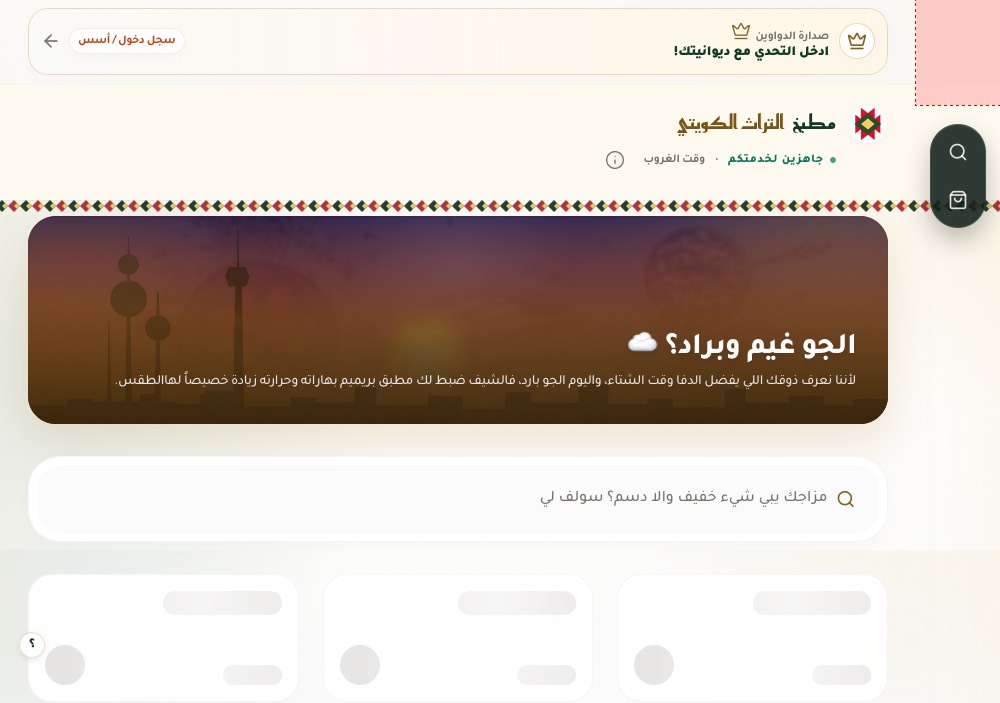 صدارة الدواوين
ادخل التحدي مع ديوانيتك!
سجل دخول / أسس
مطبخ التراث الكويتي
جاهزين لخدمتكم · وقت الغروب
الجو غيم وبراد؟
لأننا نعرف ذوقك اللي يفضل الدفا وقت الشتاء، واليوم الجو بارد، فالشيف ضبط لك مطبق بريميم بهاراته وحرارته زيادة خصيصاً لهاالطقس.
مزاجك يبي شيء خفيف والا دسم؟ سولف لي
؟